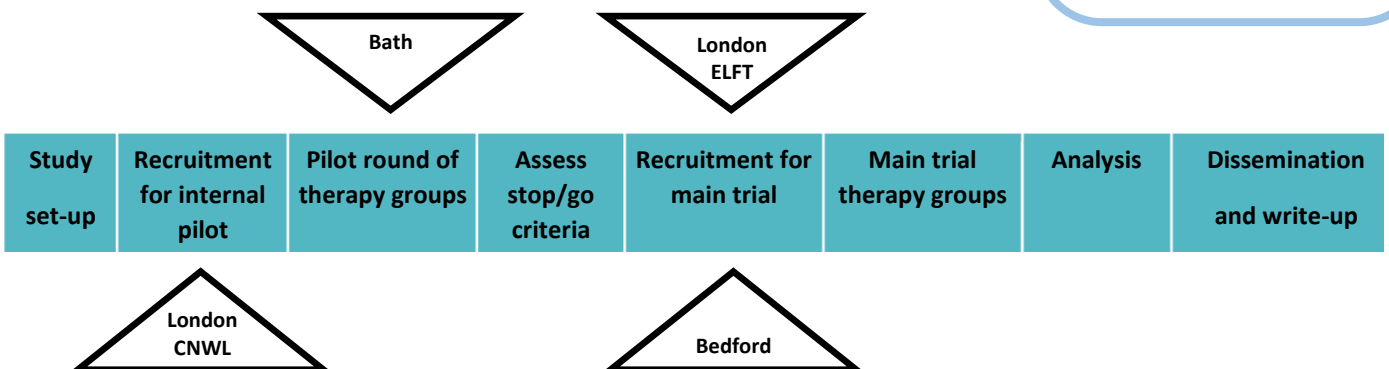 Bath
London
ELFT
Study
set-up
Recruitment
for internal
pilot
Pilot round of
therapy groups
Assess
stop/go
criteria
Recruitment for
main trial
Main trial
therapy groups
Analysis
Dissemination
and write-up
London
CNWL
Bedford